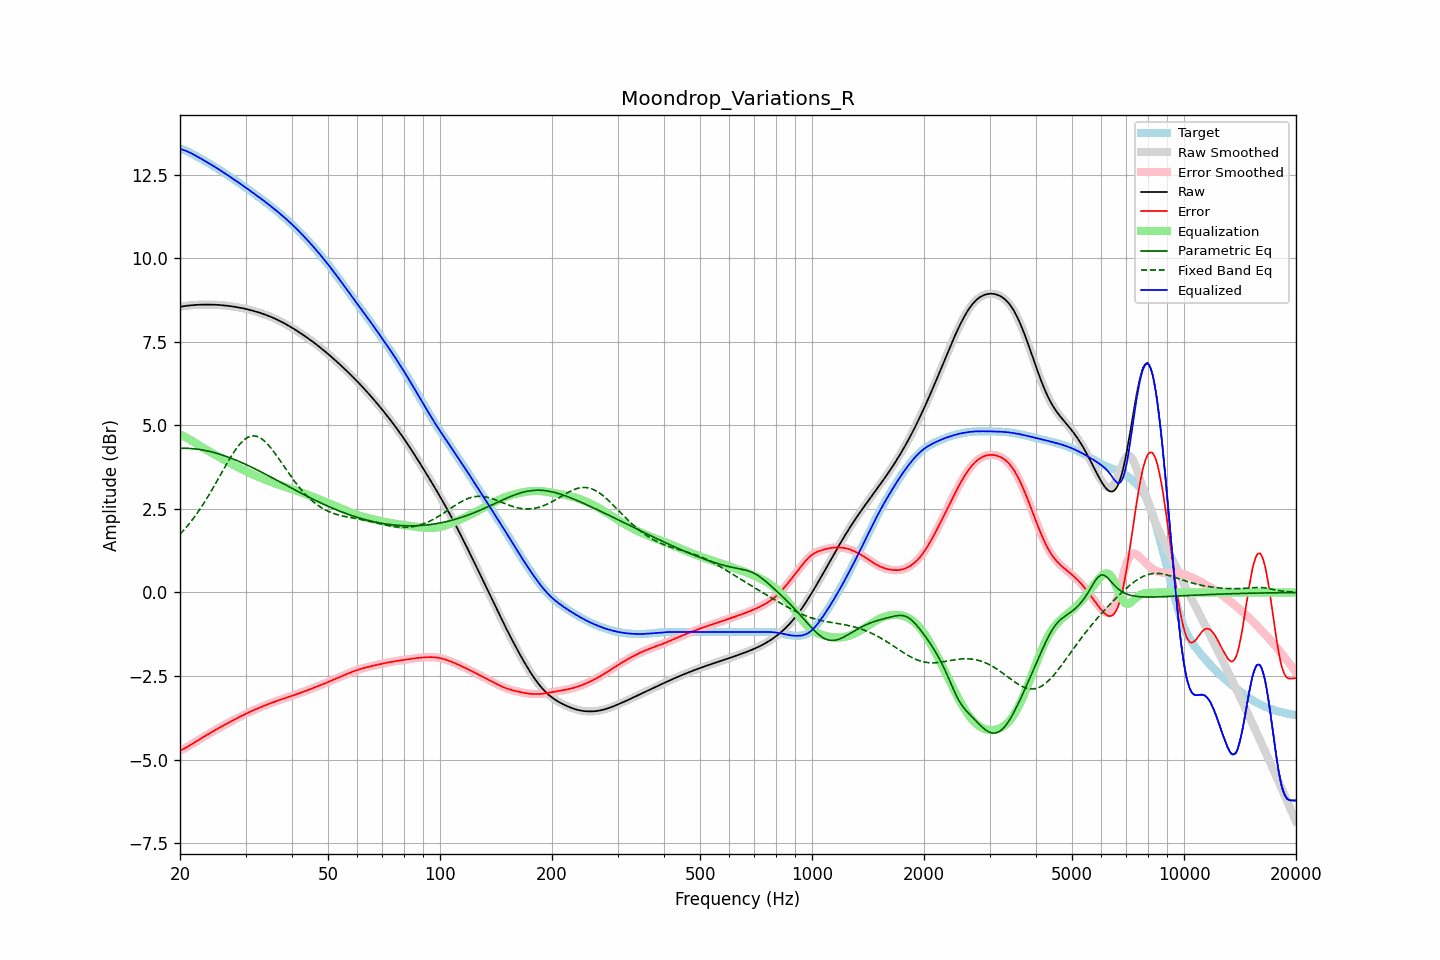 Moondrop_Variations_R
Target
Raw Smoothed
Error Smoothed
Raw
Error
Equalization
Parametric Eq
Fixed Band Eq
Equalized
12.5
10.0
7.5
5.0
2.5
0.0
−2.5
−5.0
−7.5
Amplitude (dBr)
20 50 100 200 500 1000 2000 5000 10000 20000
Frequency (Hz)